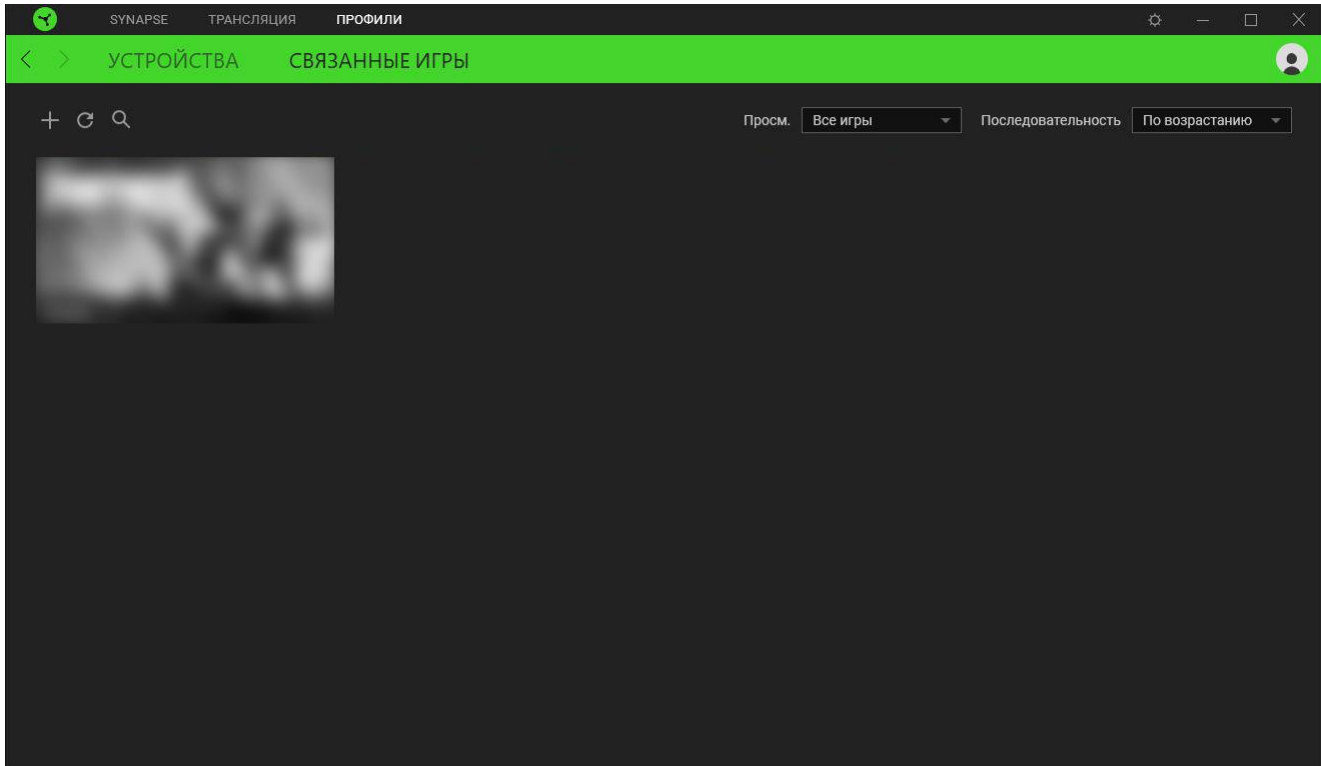 SYNAPSE ТРАНСЛЯЦИЯ ПРОФИЛИ
УСТРОЙСТВА СВЯЗАННЫЕ ИГРЫ
Просм. Все игры Последовательность По возрастанию